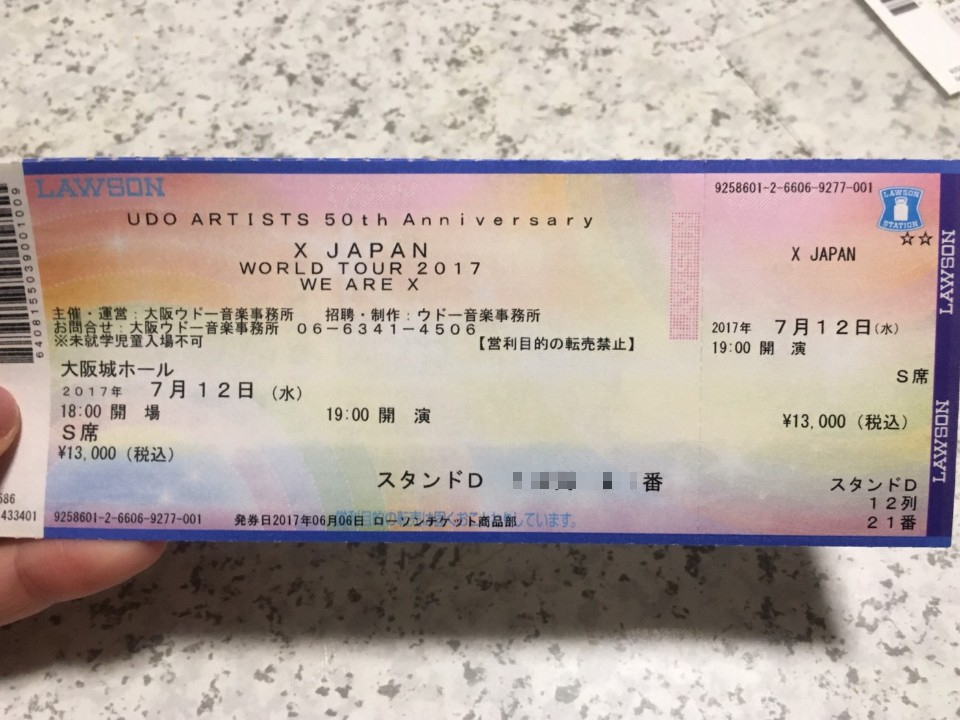 LAWSON
UDO ARTISTS 50th Anniversary
X JAPAN
WORLD TOUR 2017
WE ARE X
主催・運営：大阪ウドー音楽事務所　招聘・制作：ウドー音楽事務所
お問合せ：大阪ウドー音楽事務所　06-6341-4506
※未就学児童入場不可
【営利目的の転売禁止】
大阪城ホール
2017年　7月12日（水）
18:00 開　場　19:00 開　演
S席
¥13,000（税込）
スタンドD　番
9258601-2-6606-9277-001　発券日2017年06月06日 ローソンチケット商品部
6408155039001009
586
433401
9258601-2-6606-9277-001
LAWSON
STATION
☆☆
X JAPAN
2017年　7月12日（水）
19:00 開　演
S席
¥13,000（税込）
スタンドD
12列
21番
LAWSON
LAWSON